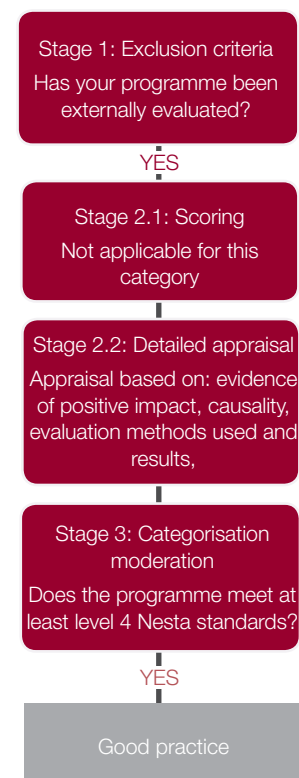 Stage 1: Exclusion criteria
Has your programme been
externally evaluated?
YES
Stage 2.1: Scoring
Not applicable for this
category
Stage 2.2: Detailed appraisal
Appraisal based on: evidence
of positive impact, causality,
evaluation methods used and
results,
Stage 3: Categorisation
moderation
Does the programme meet at
least level 4 Nesta standards?
YES
Good practice